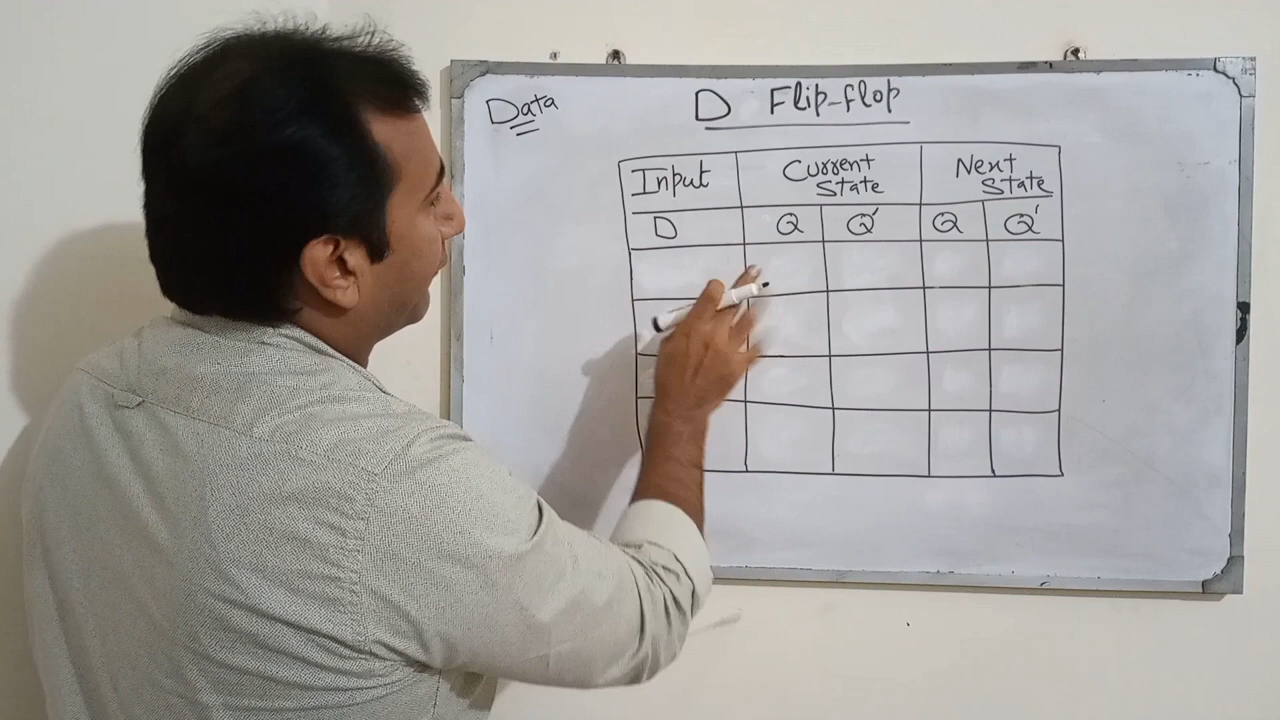 Data
D Flip-flop
Input Current State Next State
D Q Q' Q Q'